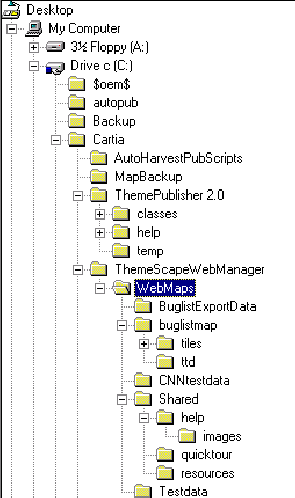 Desktop
My Computer
3½ Floppy (A:)
Drive c (C:)
$oem$
autopub
Backup
Cartia
AutoHarvestPubScripts
MapBackup
ThemePublisher 2.0
classes
help
temp
ThemeScapeWebManager
WebMaps
BuglistExportData
buglistmap
tiles
ttd
CNNtestdata
Shared
help
images
quicktour
resources
Testdata